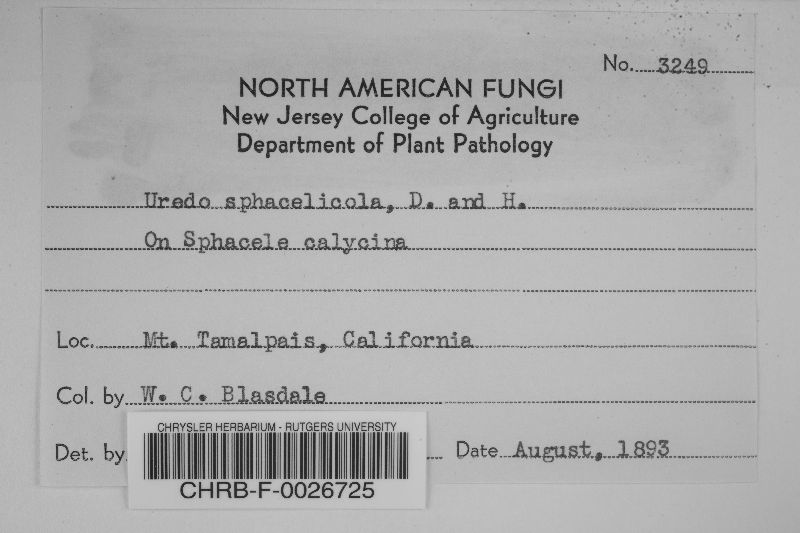 No. 3249
NORTH AMERICAN FUNGI
New Jersey College of Agriculture
Department of Plant Pathology
Uredo sphacelicola, D. and H.
On Sphacele calycina
Loc. Mt. Tamalpais, California
Col. by W. C. Blasdale
Det. by Date August, 1893
CHRYSLER HERBARIUM - RUTGERS UNIVERSITY
CHRB-F-0026725